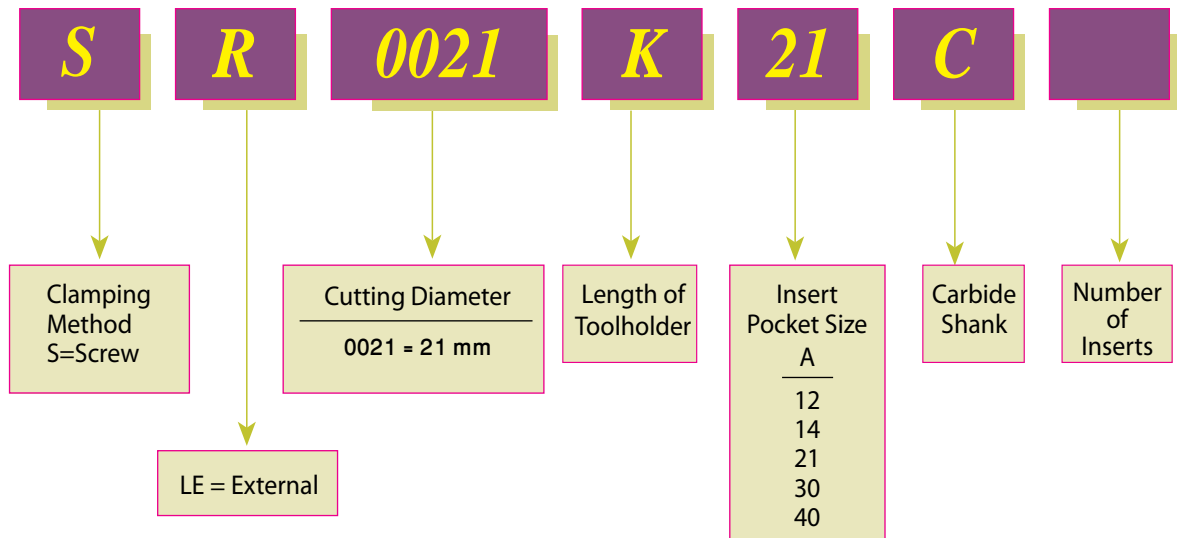 S R 0021 K 21 C
Clamping
Method
S=Screw
LE = External
Cutting Diameter
0021 = 21 mm
Length of
Toolholder
Insert
Pocket Size
A
12
14
21
30
40
Carbide
Shank
Number
of
Inserts